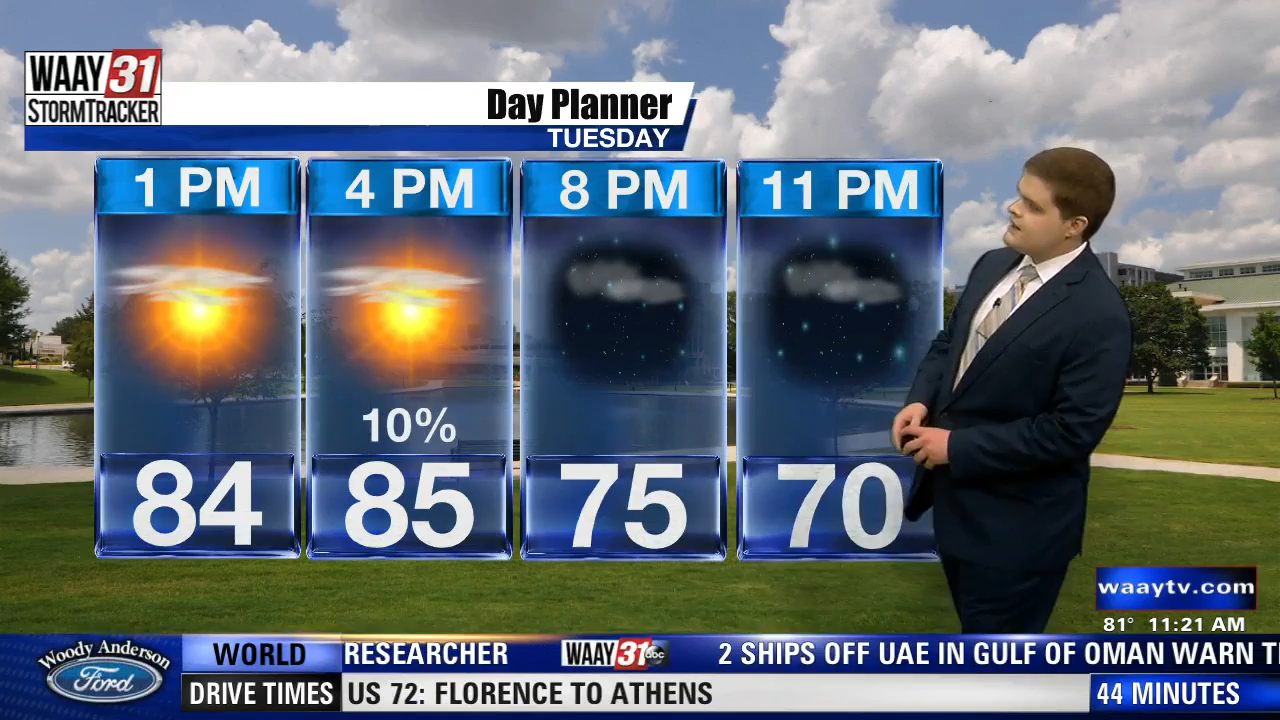 WAAY 31
STORMTRACKER
Day Planner
TUESDAY
1 PM
4 PM
8 PM
11 PM
10%
84
85
75
70
waaytv.com
81° 11:21 AM
Woody Anderson
Ford
WORLD
RESEARCHER
WAAY 31 abc
2 SHIPS OFF UAE IN GULF OF OMAN WARN
DRIVE TIMES
US 72: FLORENCE TO ATHENS
44 MINUTES